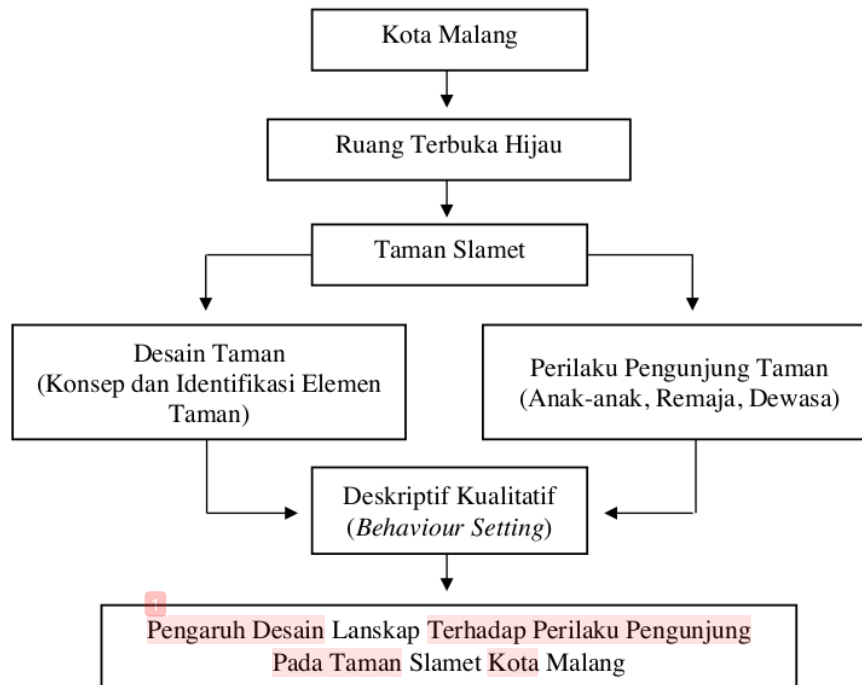 Kota Malang
Ruang Terbuka Hijau
Taman Slamet
Desain Taman
(Konsep dan Identifikasi Elemen
Taman)
Perilaku Pengunjung Taman
(Anak-anak, Remaja, Dewasa)
Deskriptif Kualitatif
(Behaviour Setting)
1
Pengaruh Desain Lanskap Terhadap Perilaku Pengunjung
Pada Taman Slamet Kota Malang